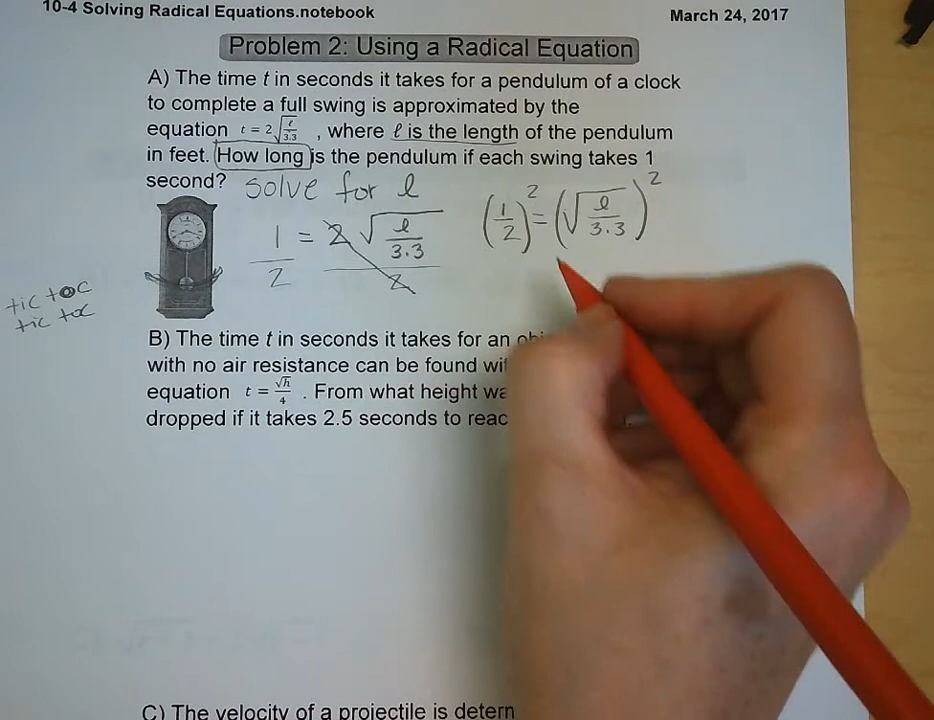 10-4 Solving Radical Equations.notebook
March 24, 2017
Problem 2: Using a Radical Equation
A) The time t in seconds it takes for a pendulum of a clock
to complete a full swing is approximated by the
equation t = 2√(ℓ/3.3) , where ℓ is the length of the pendulum
in feet. How long is the pendulum if each swing takes 1
second? solve for ℓ
1/2 = 2√(ℓ/3.3)/2
(1/2)² = (√(ℓ/3.3))²
tic toc
tic toc
B) The time t in seconds it takes for an
with no air resistance can be found
equation t = √h/4 . From what height
dropped if it takes 2.5 seconds to
C) The velocity of a projectile is